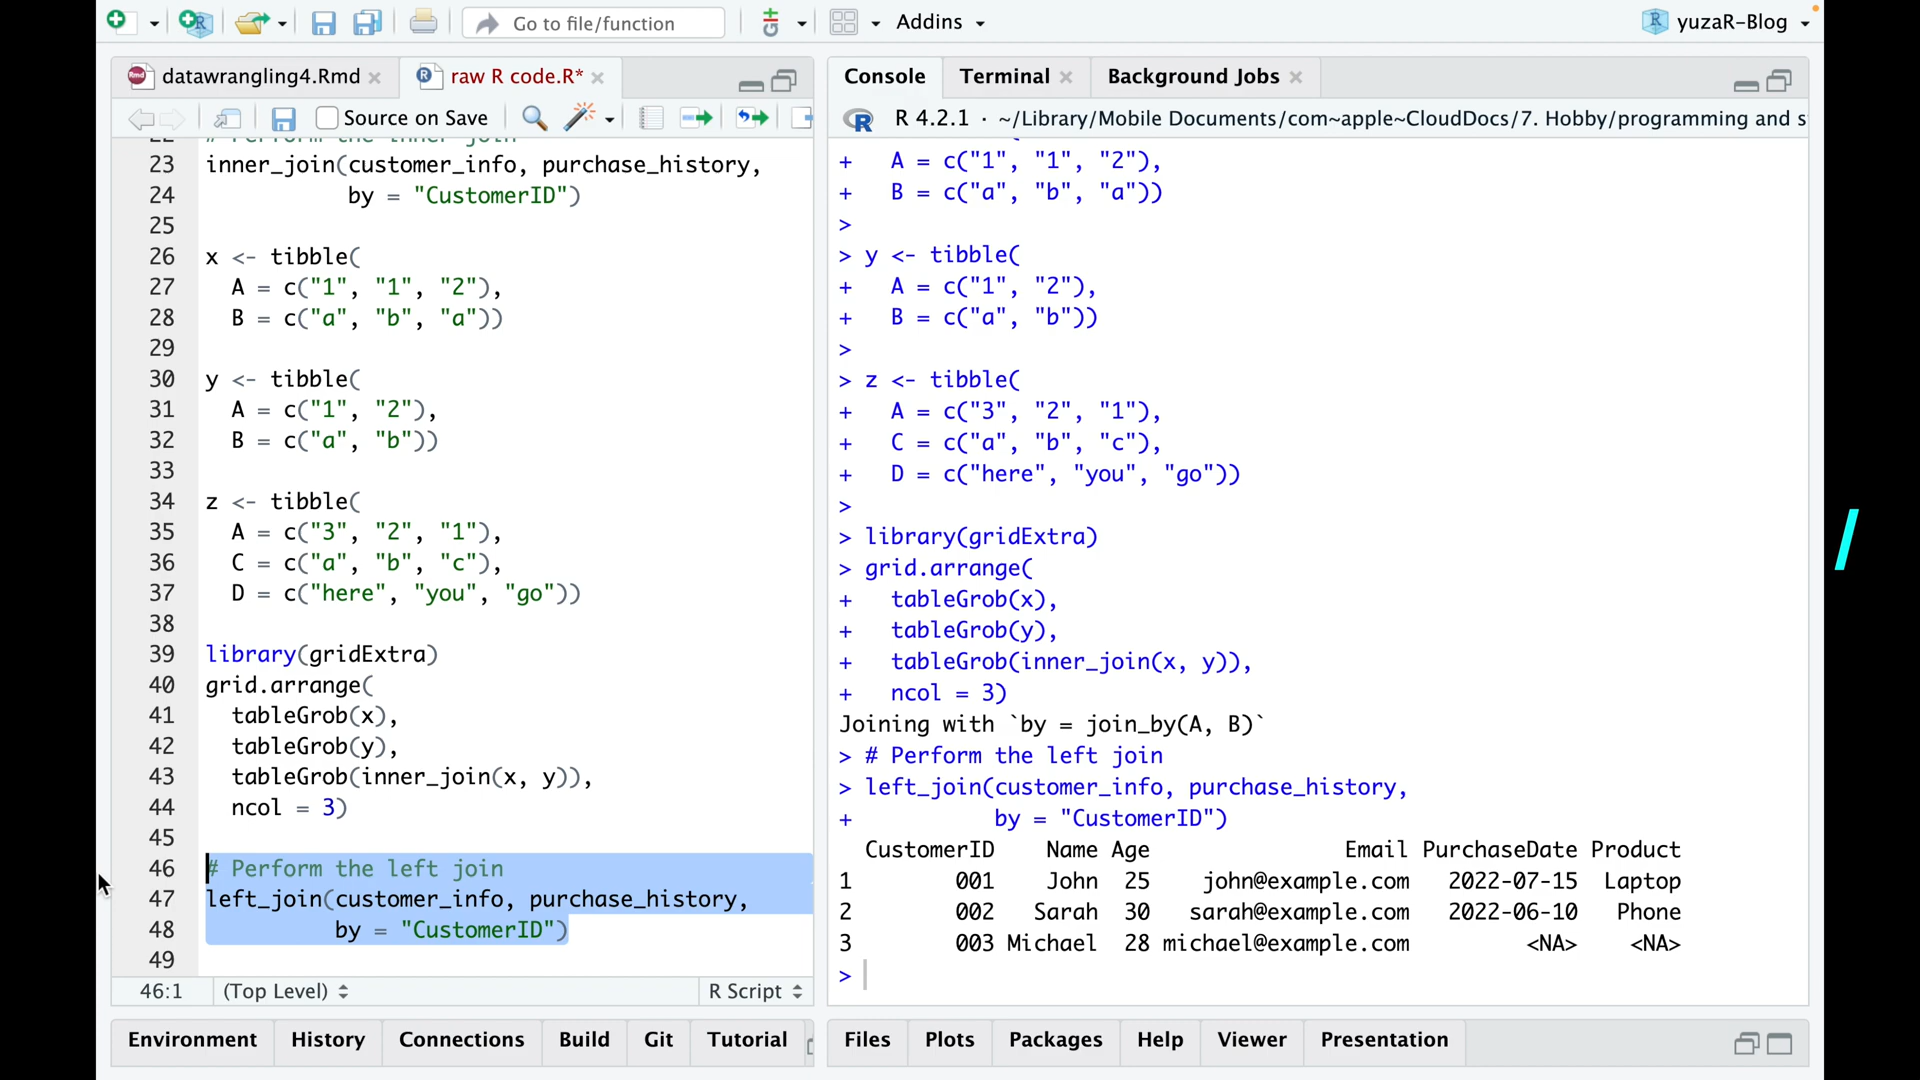 Go to file/function
Addins
yuzaR-Blog
datawrangling4.Rmd
raw R code.R*
Source on Save
23 inner_join(customer_info, purchase_history,
24 by = "CustomerID")
25
26 x <- tibble(
27 A = c("1", "1", "2"),
28 B = c("a", "b", "a"))
29
30 y <- tibble(
31 A = c("1", "2"),
32 B = c("a", "b"))
33
34 z <- tibble(
35 A = c("3", "2", "1"),
36 C = c("a", "b", "c"),
37 D = c("here", "you", "go"))
38
39 library(gridExtra)
40 grid.arrange(
41 tableGrob(x),
42 tableGrob(y),
43 tableGrob(inner_join(x, y)),
44 ncol = 3)
45
46 # Perform the left join
47 left_join(customer_info, purchase_history,
48 by = "CustomerID")
49
46:1 (Top Level) R Script
Environment History Connections Build Git Tutorial
Console Terminal Background Jobs
R 4.2.1 · ~/Library/Mobile Documents/com~apple~CloudDocs/7. Hobby/programming and s
+ A = c("1", "1", "2"),
+ B = c("a", "b", "a"))
>
> y <- tibble(
+ A = c("1", "2"),
+ B = c("a", "b"))
>
> z <- tibble(
+ A = c("3", "2", "1"),
+ C = c("a", "b", "c"),
+ D = c("here", "you", "go"))
>
> library(gridExtra)
> grid.arrange(
+ tableGrob(x),
+ tableGrob(y),
+ tableGrob(inner_join(x, y)),
+ ncol = 3)
Joining with `by = join_by(A, B)`
> # Perform the left join
> left_join(customer_info, purchase_history,
+ by = "CustomerID")
CustomerID Name Age Email PurchaseDate Product
1 001 John 25 john@example.com 2022-07-15 Laptop
2 002 Sarah 30 sarah@example.com 2022-06-10 Phone
3 003 Michael 28 michael@example.com <NA> <NA>
>
Files Plots Packages Help Viewer Presentation
/